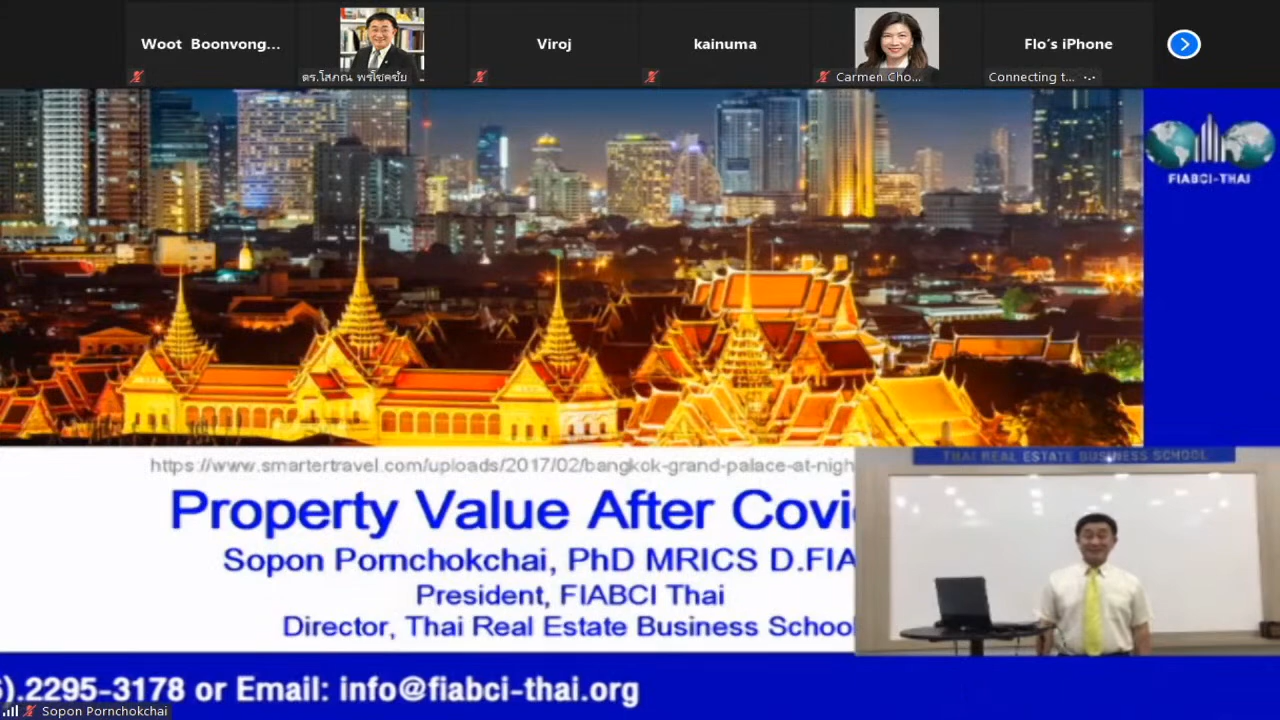 Woot Boonvong...
Viroj
kainuma
Flo's iPhone
ดร.โสภณ พรโชคชัย
Carmen Cho...
Connecting t...
FIABCI-THAI
https://www.smartertravel.com/uploads/2017/02/bangkok-grand-palace-at-nigh
THAI REAL ESTATE BUSINESS SCHOOL
Property Value After Covi
Sopon Pornchokchai, PhD MRICS D.FIA
President, FIABCI Thai
Director, Thai Real Estate Business School
6).2295-3178 or Email: info@fiabci-thai.org
Sopon Pornchokchai